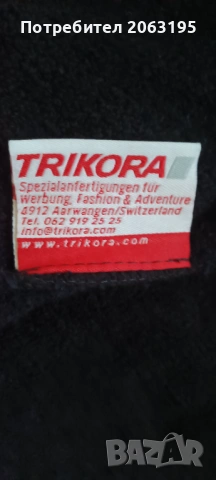 Потребител 2063195
TRIKORA
Spezialanfertigungen für
Werbung, Fashion & Adventure
4912 Aarwangen/Switzerland
Tel. 062 919 25 25
info@trikora.com
www.trikora.com
BAZAR